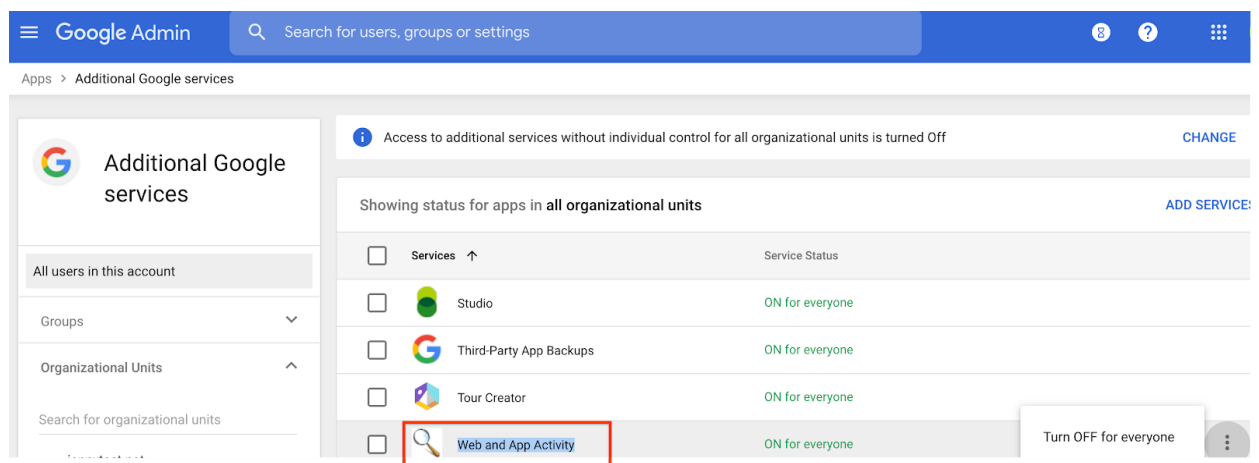 Google Admin
Search for users, groups or settings
Apps > Additional Google services
Additional Google
services
All users in this account
Groups
Organizational Units
Search for organizational units
Access to additional services without individual control for all organizational units is turned Off
CHANGE
Showing status for apps in all organizational units
ADD SERVICES
Services ↑
Service Status
Studio
ON for everyone
Third-Party App Backups
ON for everyone
Tour Creator
ON for everyone
Web and App Activity
ON for everyone
Turn OFF for everyone